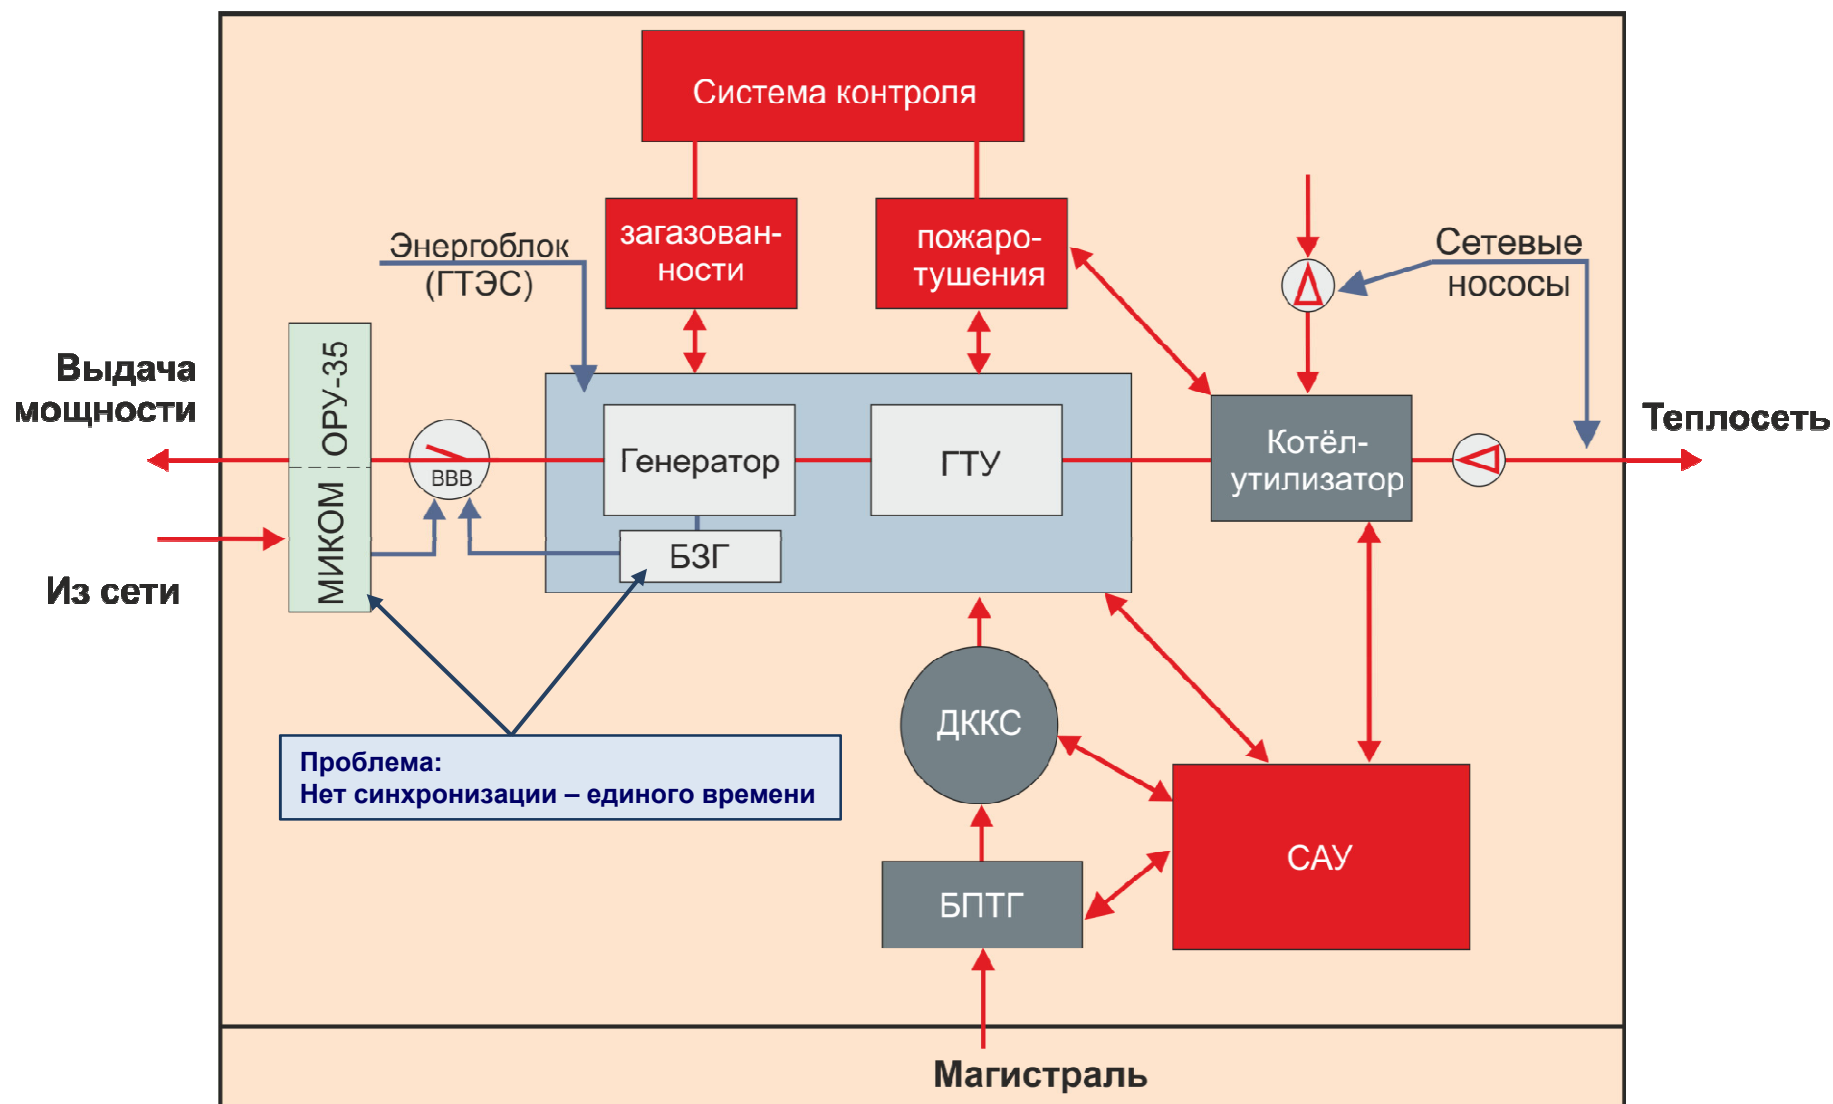 Система контроля
загазован-
ности
пожаро-
тушения
Энергоблок
(ГТЭС)
Сетевые
нососы
Выдача
мощности
ОРУ-35
МИКОМ
ВВВ
Генератор
ГТУ
БЗГ
Котёл-
утилизатор
Теплосеть
Из сети
Проблема:
Нет синхронизации – единого времени
ДККС
БПТГ
САУ
Магистраль